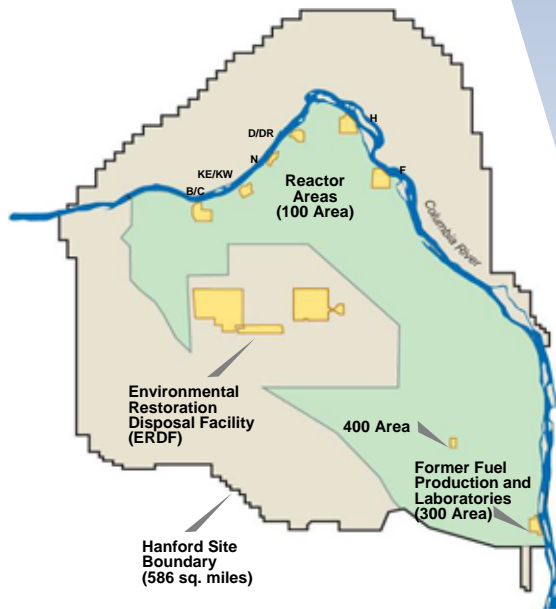 H
D/DR
N
F
KE/KW
B/C
Reactor
Areas
(100 Area)
Columbia River
Environmental
Restoration
Disposal Facility
(ERDF)
400 Area
Former Fuel
Production and
Laboratories
(300 Area)
Hanford Site
Boundary
(586 sq. miles)